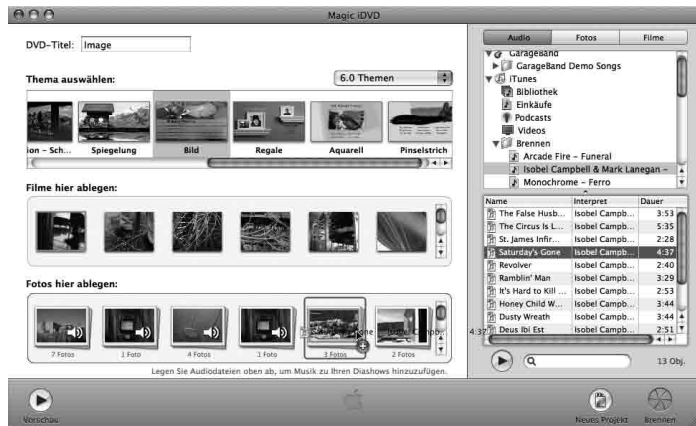 Magic iDVD
DVD-Titel: Image
Thema auswählen:
6.0 Themen
ion - Sch...
Spiegelung
Bild
Regale
Aquarell
Pinselstrich
Filme hier ablegen:
Fotos hier ablegen:
7 Fotos
1 Foto
4 Fotos
1 Foto
3 Fotos
2 Fotos
Saturday's Gone Isobel Campb... 4:37
Legen Sie Audiodateien oben ab, um Musik zu Ihren Diashows hinzuzufügen.
Audio
Fotos
Filme
GarageBand
GarageBand Demo Songs
iTunes
Bibliothek
Einkäufe
Podcasts
Videos
Brennen
Arcade Fire - Funeral
Isobel Campbell & Mark Lanegan -
Monochrome - Ferro
Name Interpret Dauer
The False Husb... Isobel Campb... 3:53
The Circus Is L... Isobel Campb... 5:35
St. James Infir... Isobel Campb... 2:28
Saturday's Gone Isobel Campb... 4:37
Revolver Isobel Campb... 2:40
Ramblin' Man Isobel Campb... 3:29
It's Hard to Kill ... Isobel Campb... 2:53
Honey Child W... Isobel Campb... 3:44
Dusty Wreath Isobel Campb... 3:44
Deus Ibi Est Isobel Campb... 2:51
13 Obj.
Vorschau
Neues Projekt
Brennen